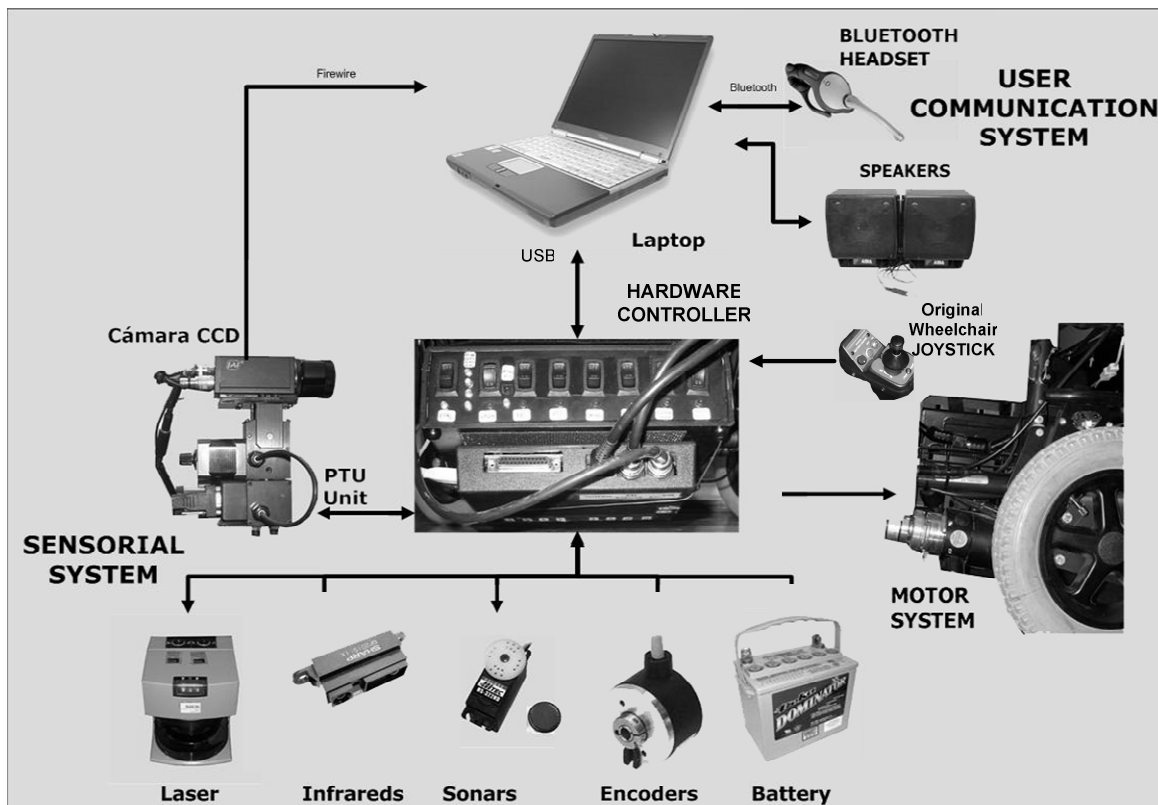 BLUETOOTH
HEADSET
Firewire
Bluetooth
USER
COMMUNICATION
SYSTEM
SPEAKERS
Laptop
USB
HARDWARE
CONTROLLER
Original
Wheelchair
JOYSTICK
Cámara CCD
PTU
Unit
SENSORIAL
SYSTEM
MOTOR
SYSTEM
SHARP
DOMINATOR
Laser
Infrareds
Sonars
Encoders
Battery